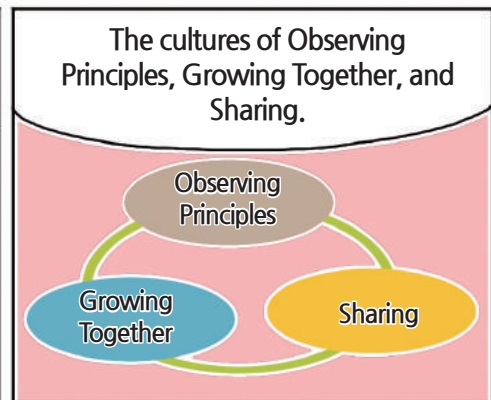 The cultures of Observing
Principles, Growing Together, and
Sharing.
Observing
Principles
Growing
Together
Sharing